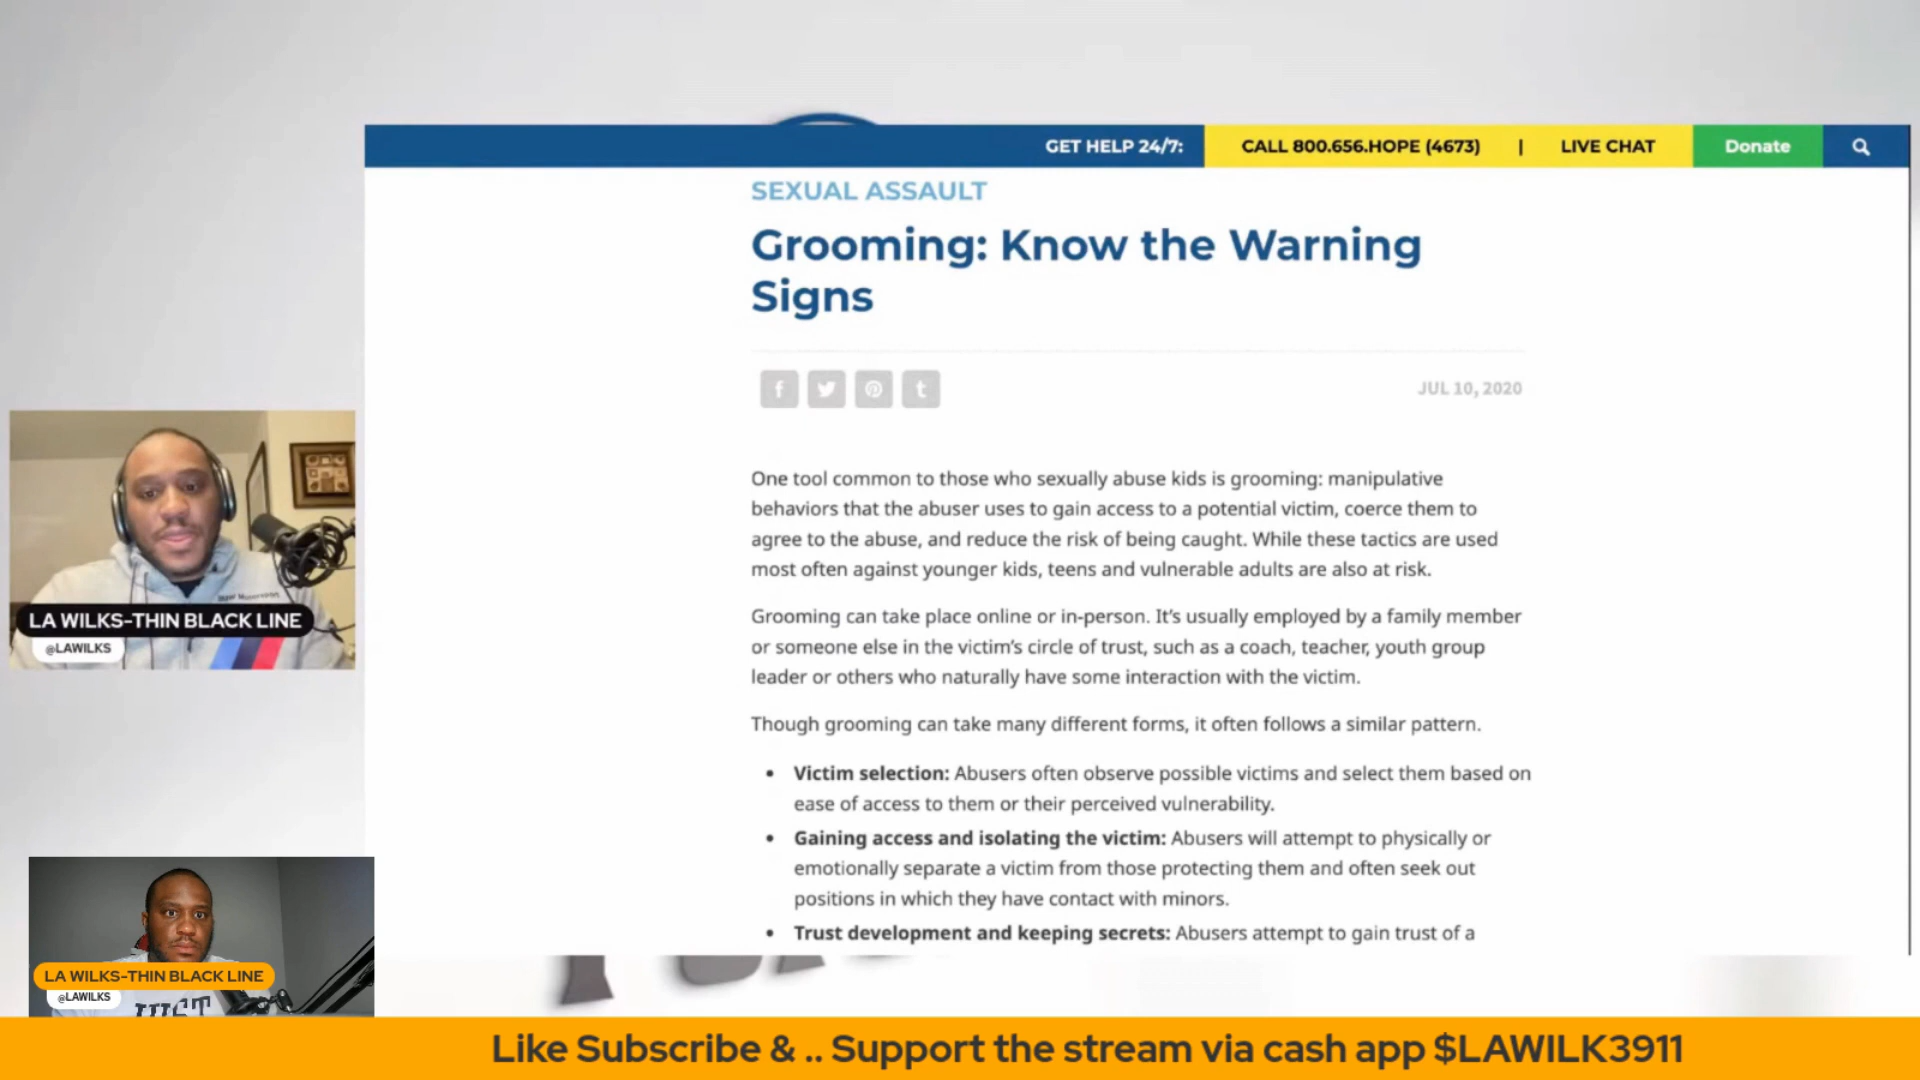 GET HELP 24/7: CALL 800.656.HOPE (4673) | LIVE CHAT Donate
SEXUAL ASSAULT
Grooming: Know the Warning
Signs
JUL 10, 2020
One tool common to those who sexually abuse kids is grooming: manipulative
behaviors that the abuser uses to gain access to a potential victim, coerce them to
agree to the abuse, and reduce the risk of being caught. While these tactics are used
most often against younger kids, teens and vulnerable adults are also at risk.
Grooming can take place online or in-person. It’s usually employed by a family member
or someone else in the victim’s circle of trust, such as a coach, teacher, youth group
leader or others who naturally have some interaction with the victim.
Though grooming can take many different forms, it often follows a similar pattern.
• Victim selection: Abusers often observe possible victims and select them based on
ease of access to them or their perceived vulnerability.
• Gaining access and isolating the victim: Abusers will attempt to physically or
emotionally separate a victim from those protecting them and often seek out
positions in which they have contact with minors.
• Trust development and keeping secrets: Abusers attempt to gain trust of a
LA WILKS-THIN BLACK LINE
@LAWILKS
LA WILKS-THIN BLACK LINE
@LAWILKS
Like Subscribe & .. Support the stream via cash app $LAWILK3911